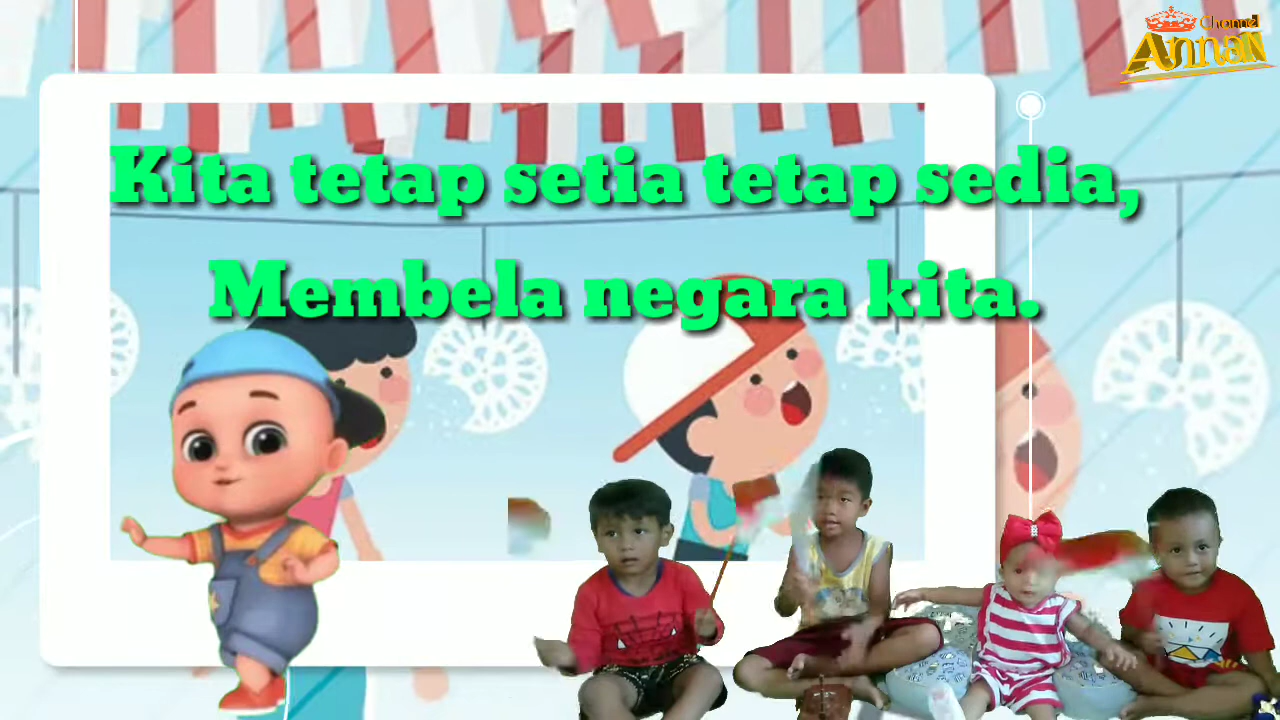 Channel
AnnaN
Kita tetap setia tetap sedia,
Membela negara kita.